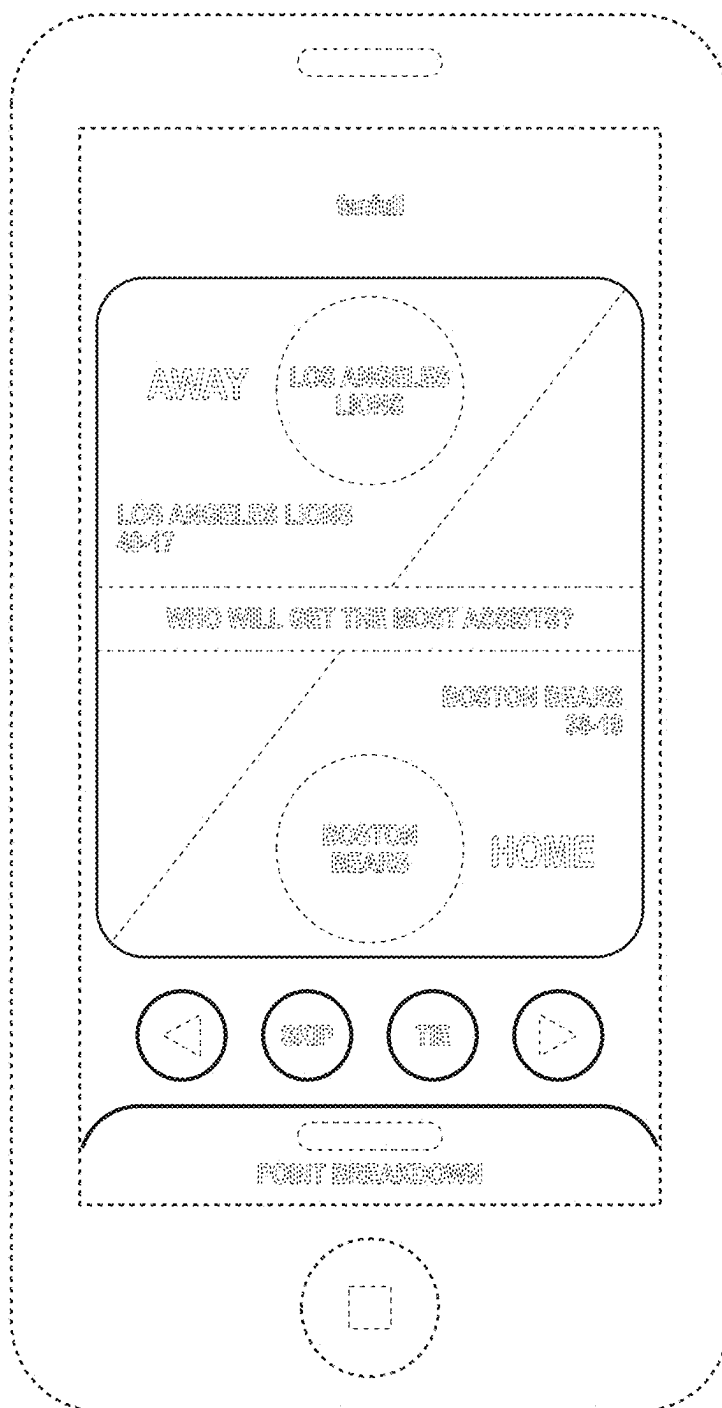 AWAY
LOS ANGELES
LIONS
LOS ANGELES LIONS
WHO WILL GET THE MOST ASSISTS?
BOSTON BEARS
BOSTON
BEARS
HOME
SKIP
TIE
POINT BREAKDOWN